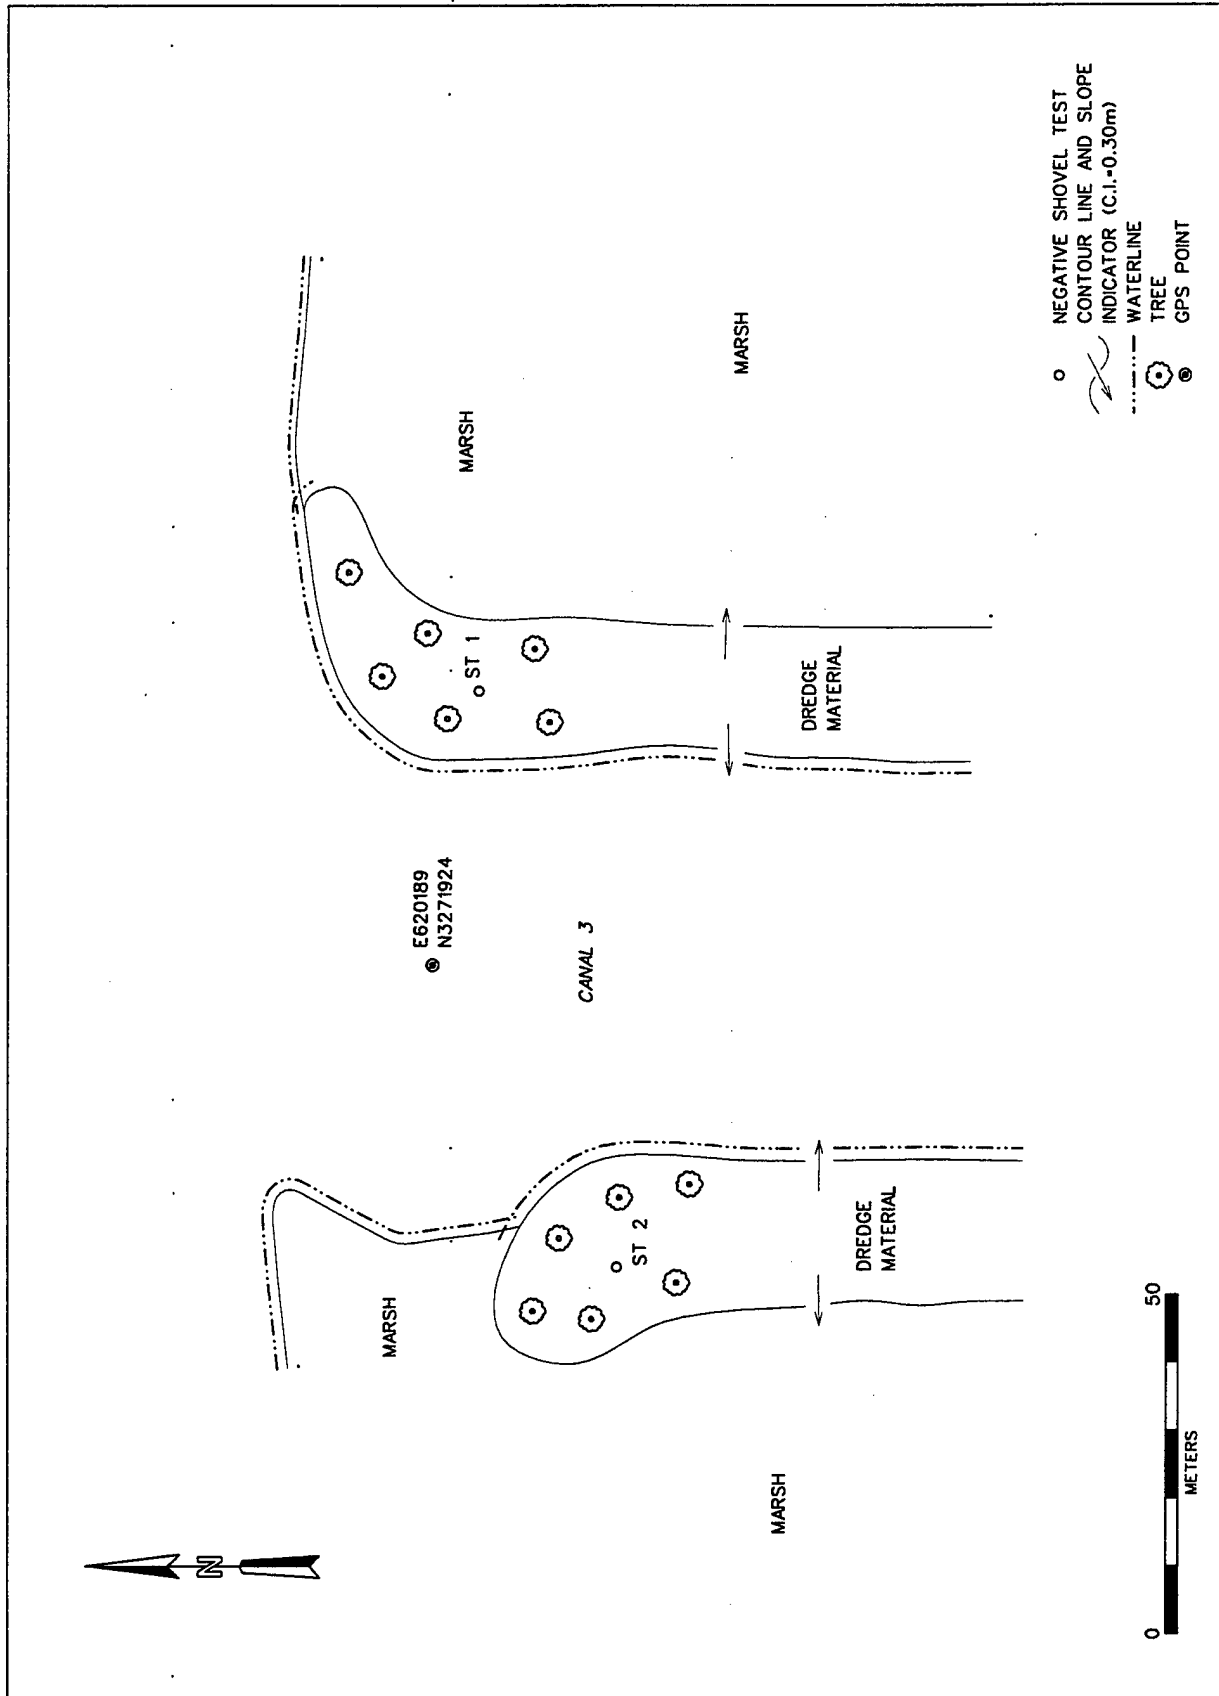 N
MARSH
MARSH
DREDGE
MATERIAL
ST 2
CANAL 3
E620189
N3271924
ST 1
DREDGE
MATERIAL
MARSH
MARSH
0
50
METERS
NEGATIVE SHOVEL TEST
CONTOUR LINE AND SLOPE
INDICATOR (C.I.=0.30m)
WATERLINE
TREE
GPS POINT